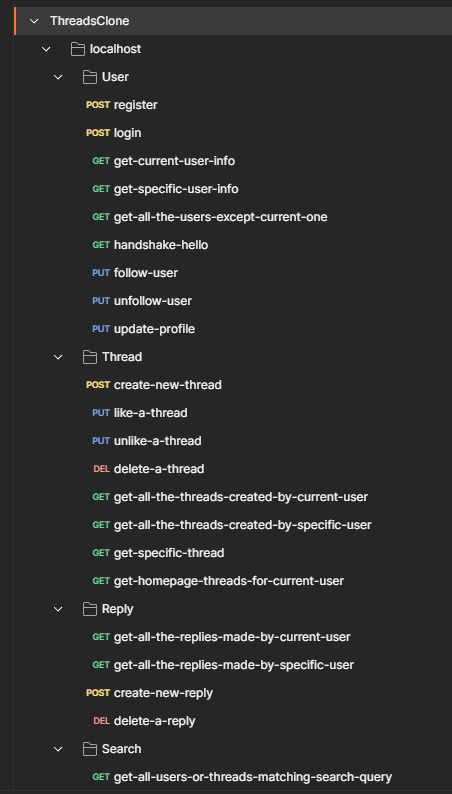 ThreadsClone
localhost
User
POST register
POST login
GET get-current-user-info
GET get-specific-user-info
GET get-all-the-users-except-current-one
GET handshake-hello
PUT follow-user
PUT unfollow-user
PUT update-profile
Thread
POST create-new-thread
PUT like-a-thread
PUT unlike-a-thread
DEL delete-a-thread
GET get-all-the-threads-created-by-current-user
GET get-all-the-threads-created-by-specific-user
GET get-specific-thread
GET get-homepage-threads-for-current-user
Reply
GET get-all-the-replies-made-by-current-user
GET get-all-the-replies-made-by-specific-user
POST create-new-reply
DEL delete-a-reply
Search
GET get-all-users-or-threads-matching-search-query